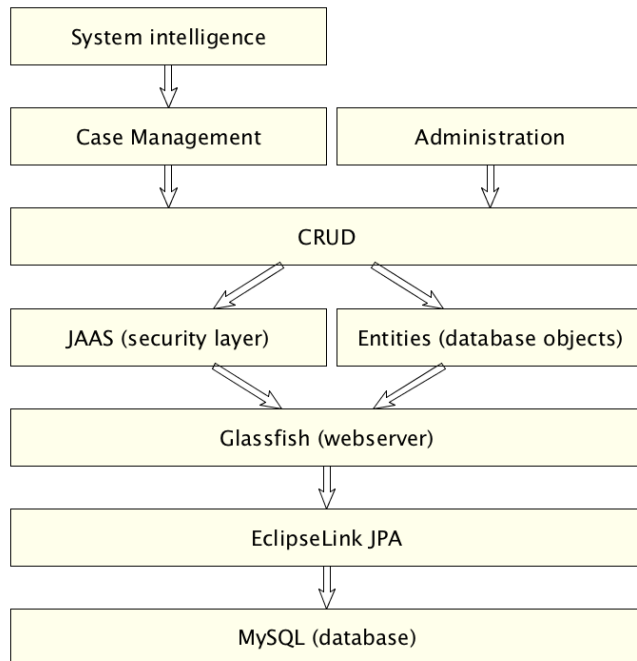 System intelligence
Case Management
Administration
CRUD
JAAS (security layer)
Entities (database objects)
Glassfish (webserver)
EclipseLink JPA
MySQL (database)